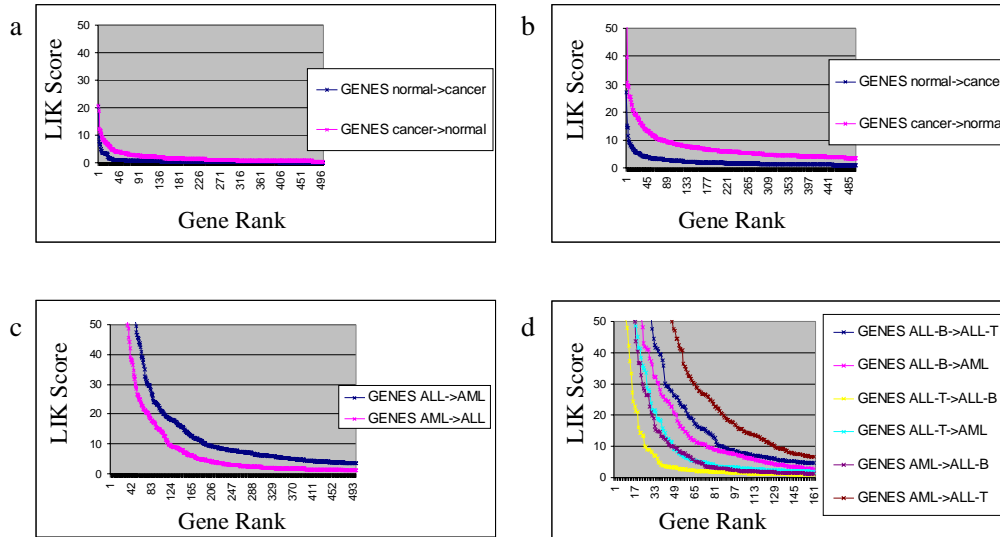 a
50
40
30
20
10
0
LIK Score
1 46 91 136 181 226 271 316 361 406 451 496
Gene Rank
GENES normal->cancer
GENES cancer->normal
b
50
40
30
20
10
0
LIK Score
1 45 89 133 177 221 265 309 353 397 441 485
Gene Rank
GENES normal->cance
GENES cancer->norma
c
50
40
30
20
10
0
LIK Score
1 42 83 124 165 206 247 288 329 370 411 452 493
Gene Rank
GENES ALL->AML
GENES AML->ALL
d
50
40
30
20
10
0
LIK Score
1 17 33 49 65 81 97 113 129 145 161
Gene Rank
GENES ALL-B->ALL-T
GENES ALL-B->AML
GENES ALL-T->ALL-B
GENES ALL-T->AML
GENES AML->ALL-B
GENES AML->ALL-T